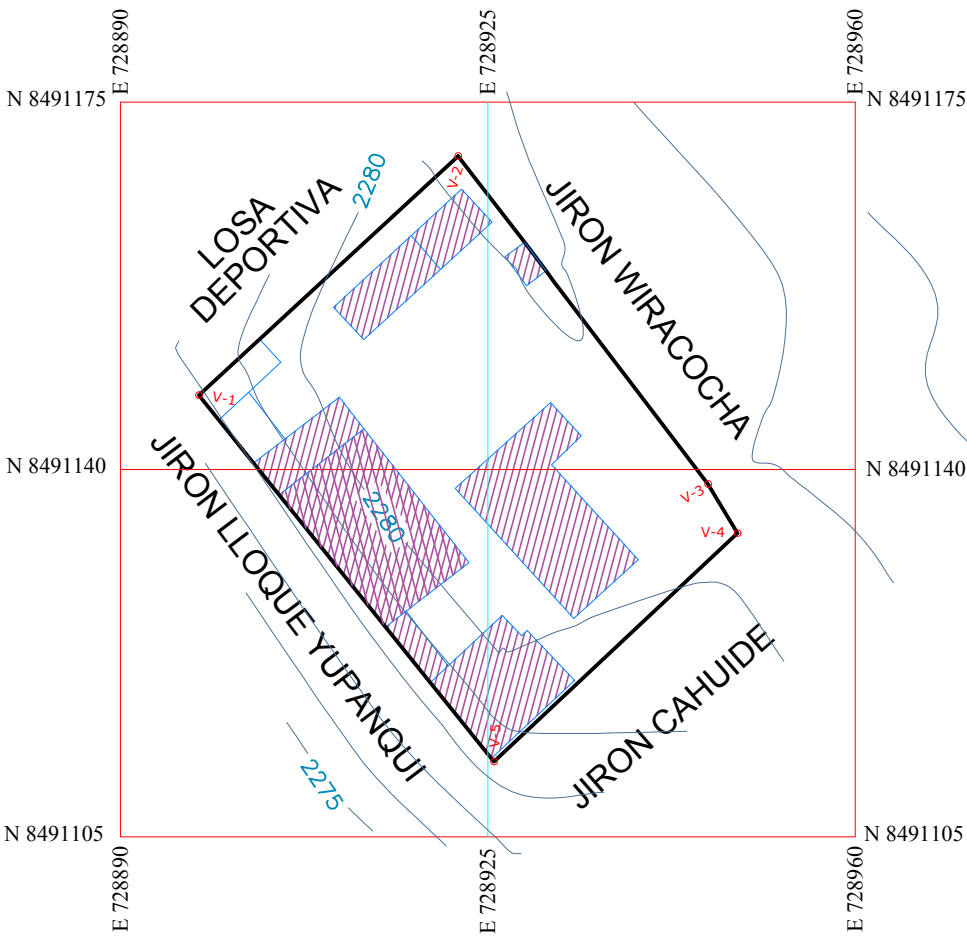 E 728890
E 728925
E 728960
N 8491175
N 8491175
2280
V-2
LOSA
DEPORTIVA
JIRON WIRACOCHA
V-1
N 8491140
N 8491140
V-3
2280
V-4
JIRON LLOQUE YUPANQUI
JIRON CAHUIDE
V-5
2275
N 8491105
N 8491105
E 728890
E 728925
E 728960